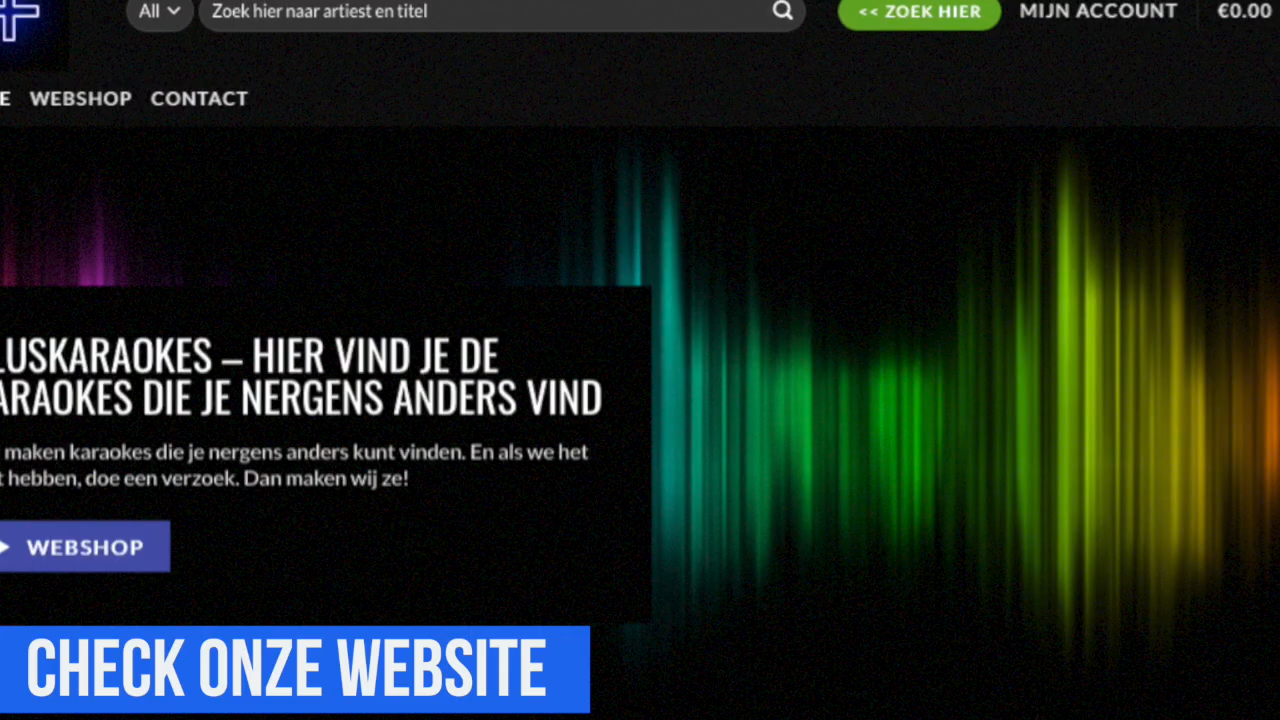 All Zoek hier naar artiest en titel << ZOEK HIER MIJN ACCOUNT €0.00
E WEBSHOP CONTACT
LUSKARAOKES – HIER VIND JE DE
ARAOKES DIE JE NERGENS ANDERS VIND
maken karaokes die je nergens anders kunt vinden. En als we het
t hebben, doe een verzoek. Dan maken wij ze!
WEBSHOP
CHECK ONZE WEBSITE